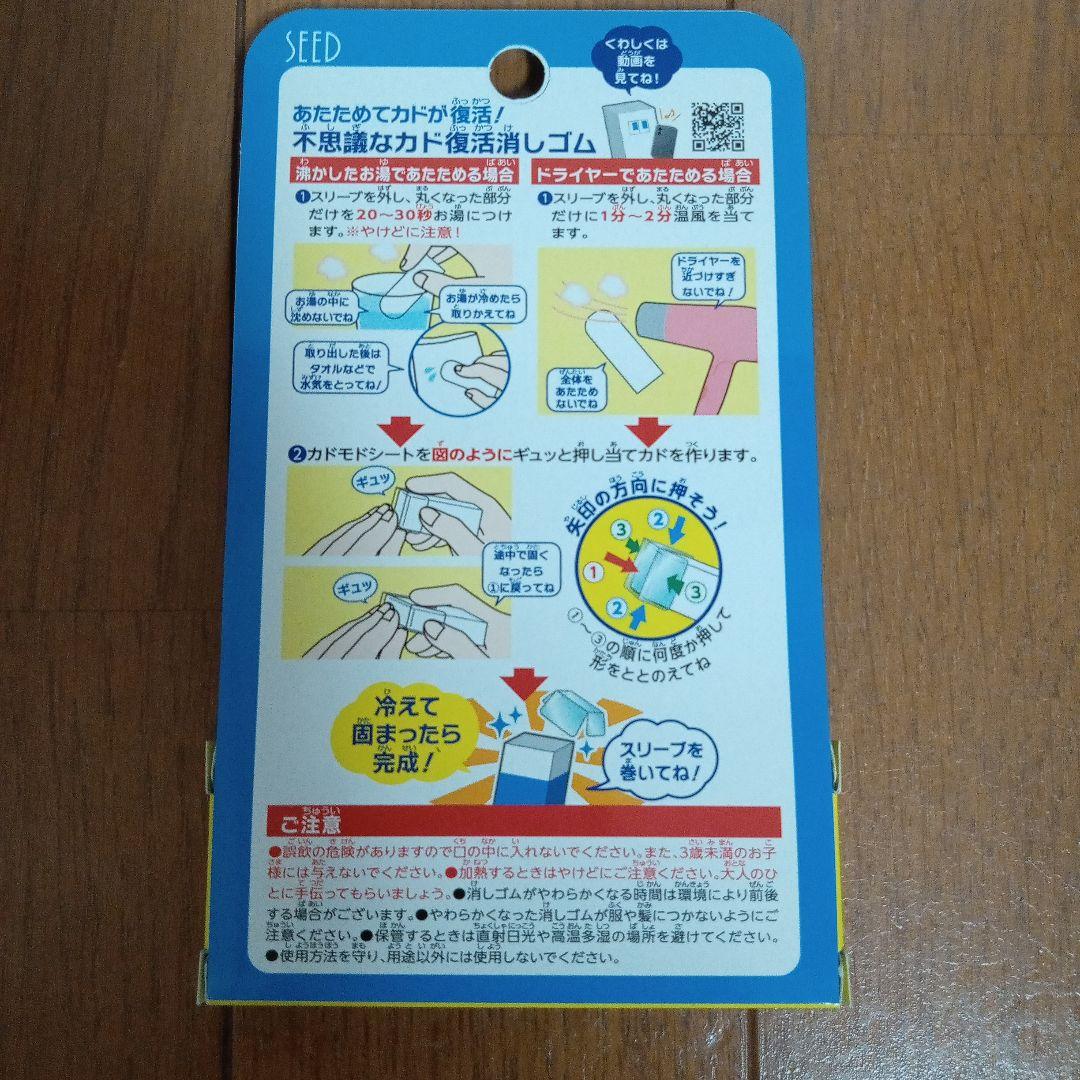 SEED
くわしくは
動画を
見てね!
あたためてカドが復活!
不思議なカド復活消しゴム
沸かしたお湯であたためる場合
①スリーブを外し、丸くなった部分
だけを20~30秒お湯につけ
ます。※やけどに注意!
お湯の中に
沈めないでね
お湯が冷めたら
取りかえてね
取り出した後は
タオルなどで
水気をとってね!
ドライヤーであたためる場合
①スリーブを外し、丸くなった部分
だけに1分~2分温風を当て
ます。
ドライヤーを
近づけすぎ
ないでね!
全体を
あたため
ないでね
②カドモドシートを図のようにギュッと押し当てカドを作ります。
ギュッ
ギュッ
途中で固く
なったら
①に戻ってね
矢印の方向に押そう!
3
2
1
3
2
①~③の順に何度か押して
形をととのえてね
冷えて
固まったら
完成!
スリーブを
巻いてね!
ご注意
●誤飲の危険がありますので口の中に入れないでください。また、3歳未満のお子
様には与えないでください。●加熱するときはやけどにご注意ください。大人のひ
とに手伝ってもらいましょう。●消しゴムがやわらかくなる時間は環境により前後
する場合がございます。●やわらかくなった消しゴムが服や髪につかないようにご
注意ください。●保管するときは直射日光や高温多湿の場所を避けてください。
●使用方法を守り、用途以外には使用しないでください。